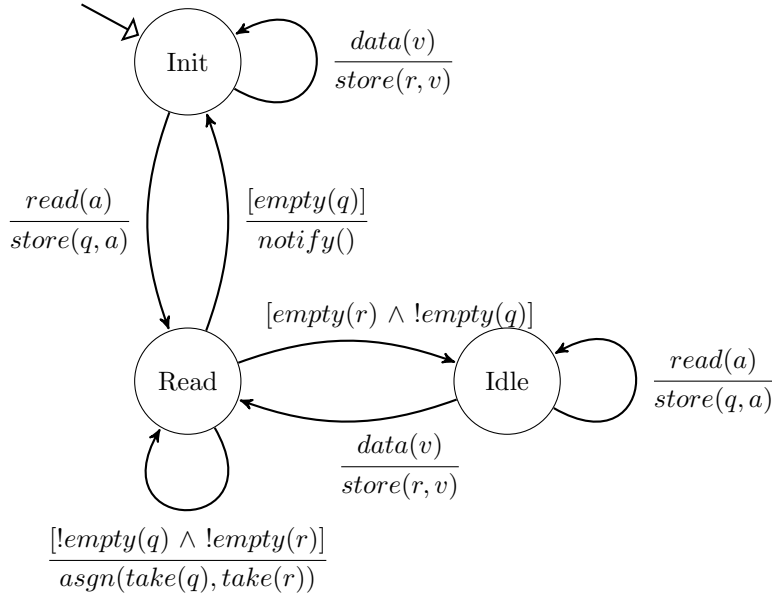 Init
data(v)
store(r, v)
read(a)
store(q, a)
[empty(q)]
notify()
[empty(r) ∧ !empty(q)]
Read
Idle
read(a)
store(q, a)
data(v)
store(r, v)
[!empty(q) ∧ !empty(r)]
asgn(take(q), take(r))